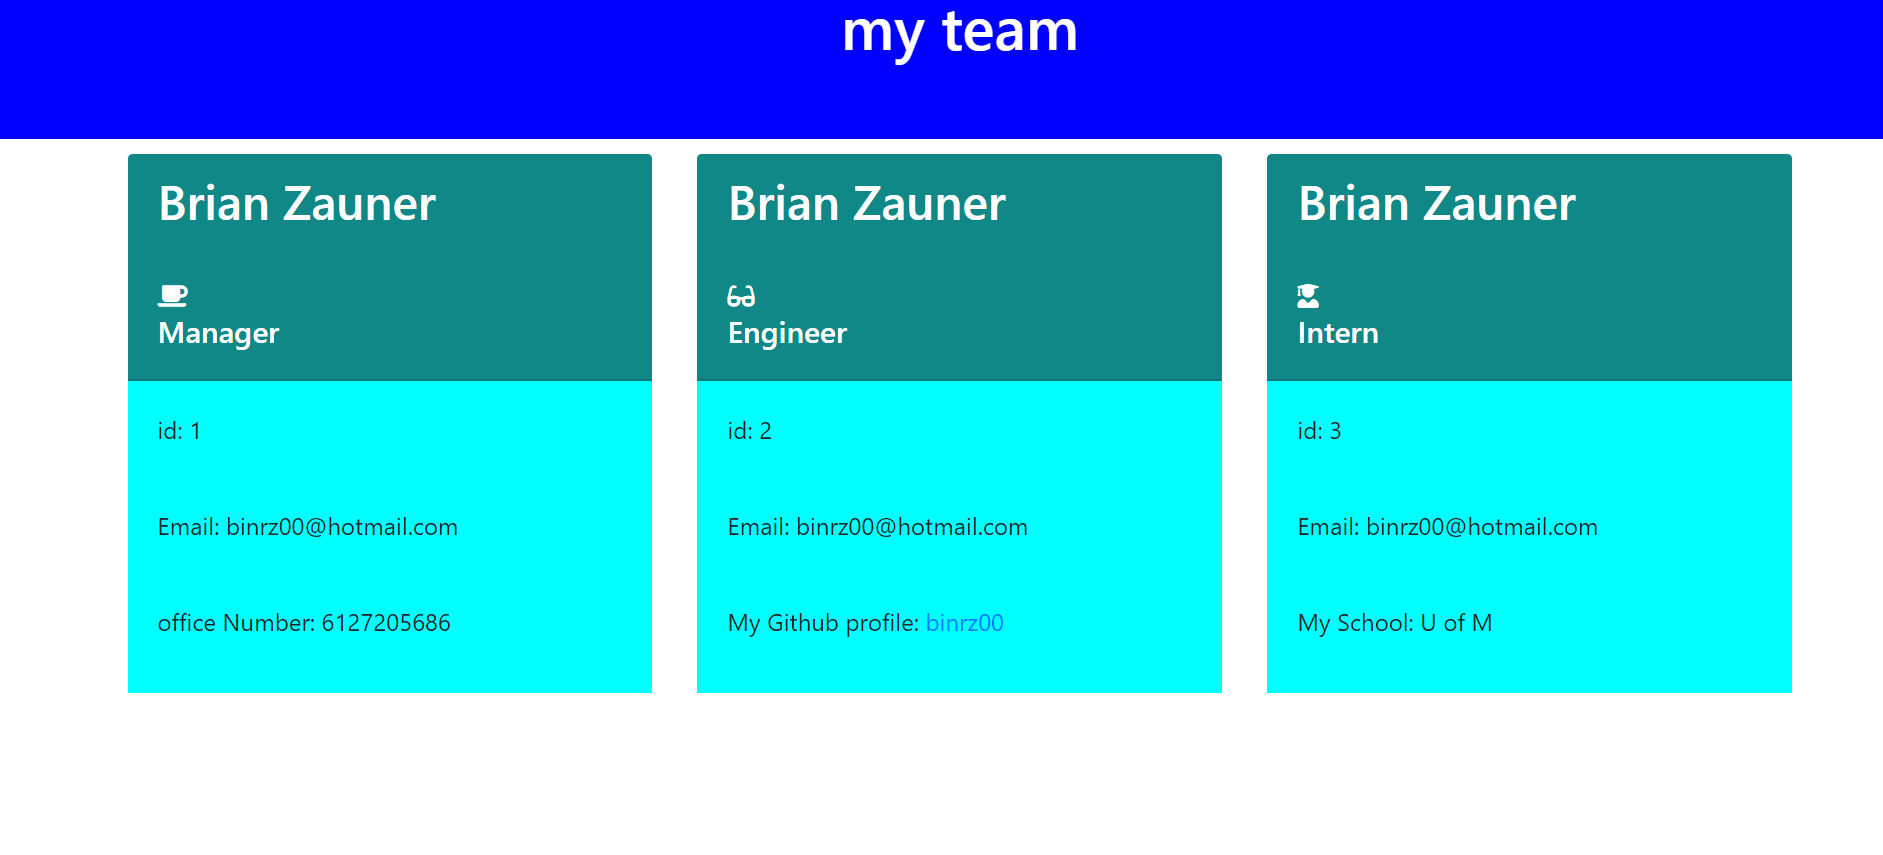 my team
Brian Zauner
Manager
id: 1
Email: binrz00@hotmail.com
office Number: 6127205686
Brian Zauner
Engineer
id: 2
Email: binrz00@hotmail.com
My Github profile: binrz00
Brian Zauner
Intern
id: 3
Email: binrz00@hotmail.com
My School: U of M